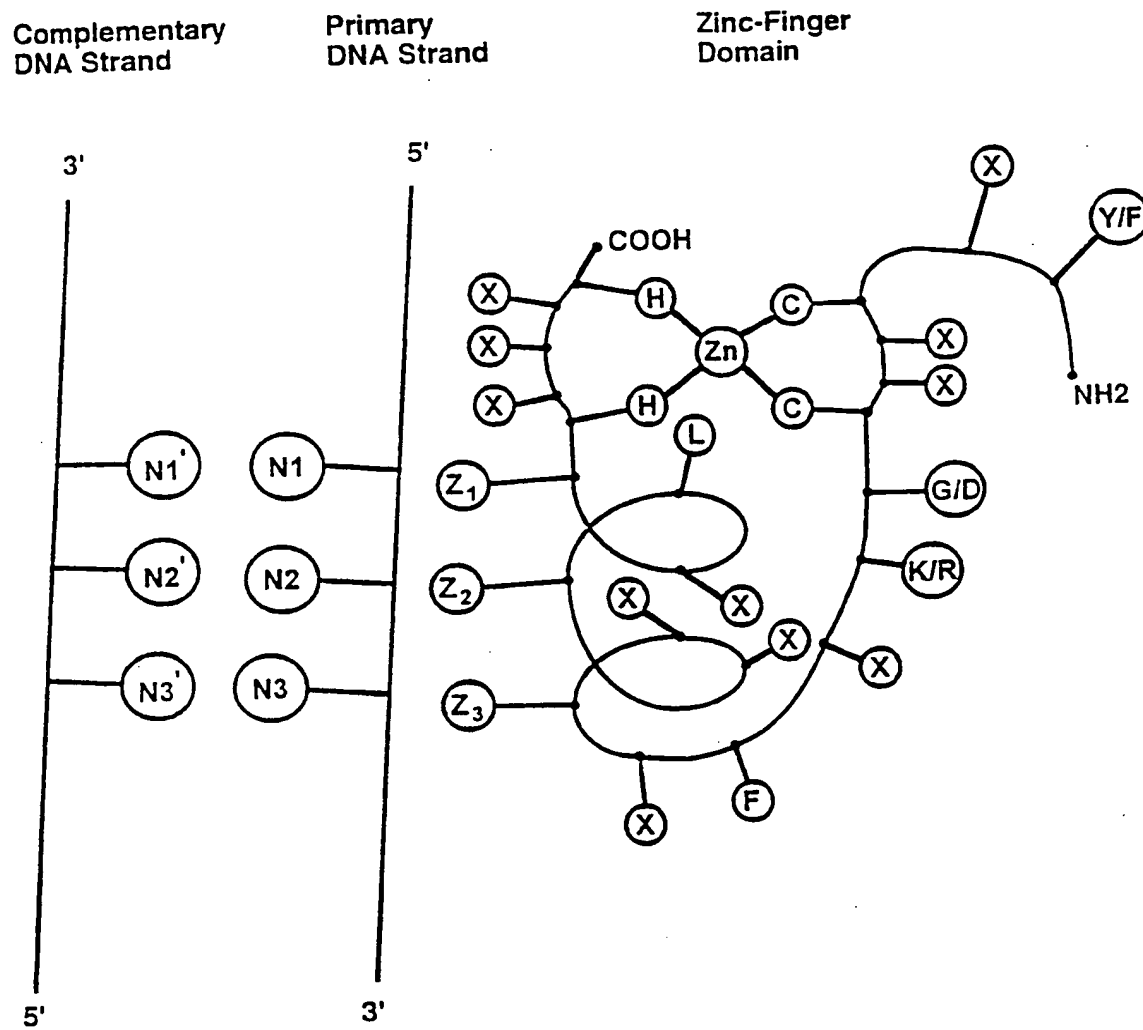 Complementary
DNA Strand
Primary
DNA Strand
Zinc-Finger
Domain
3'
5'
X
Y/F
COOH
X
H
C
X
Zn
X
X
X
H
C
NH2
L
N1'
N1
Z1
G/D
N2'
N2
Z2
X
X
K/R
X
X
N3'
N3
Z3
X
F
5'
3'